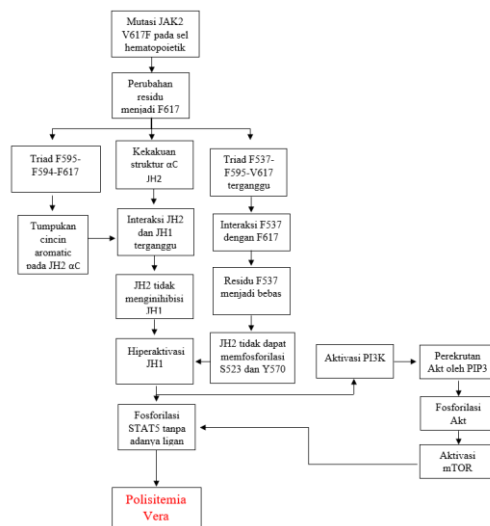 Mutasi JAK2
V617F pada sel
hematopoietik
Perubahan
residu
menjadi F617
Triad F595-
F594-F617
Kekakuan
struktur αC
JH2
Triad F537-
F595-V617
terganggu
Tumpukan
cincin
aromatic
pada JH2 αC
Interaksi JH2
dan JH1
terganggu
Interaksi F537
dengan F617
JH2 tidak
menginhibisi
JH1
Residu F537
menjadi bebas
Hiperaktivasi
JH1
JH2 tidak dapat
memfosforilasi
S523 dan Y570
Aktivasi PI3K
Perekrutan
Akt oleh PIP3
Fosforilasi
STAT5 tanpa
adanya ligan
Fosforilasi
Akt
Aktivasi
mTOR
Polisitemia
Vera